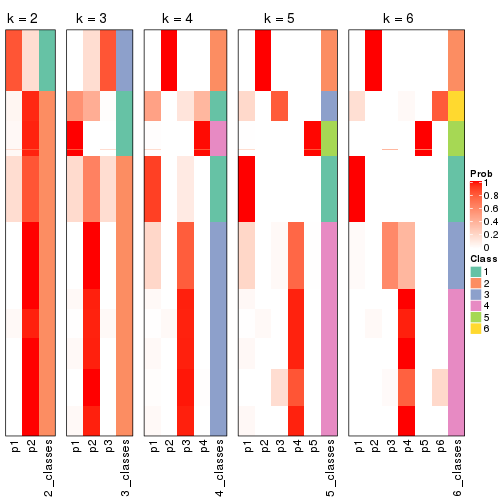 k = 2
k = 3
k = 4
k = 5
k = 6
Prob
1
0.8
0.6
0.4
0.2
0
Class
1
2
3
4
5
6
p1
p2
2_classes
p1
p2
p3
3_classes
p1
p2
p3
p4
4_classes
p1
p2
p3
p4
p5
5_classes
p1
p2
p3
p4
p5
p6
6_classes